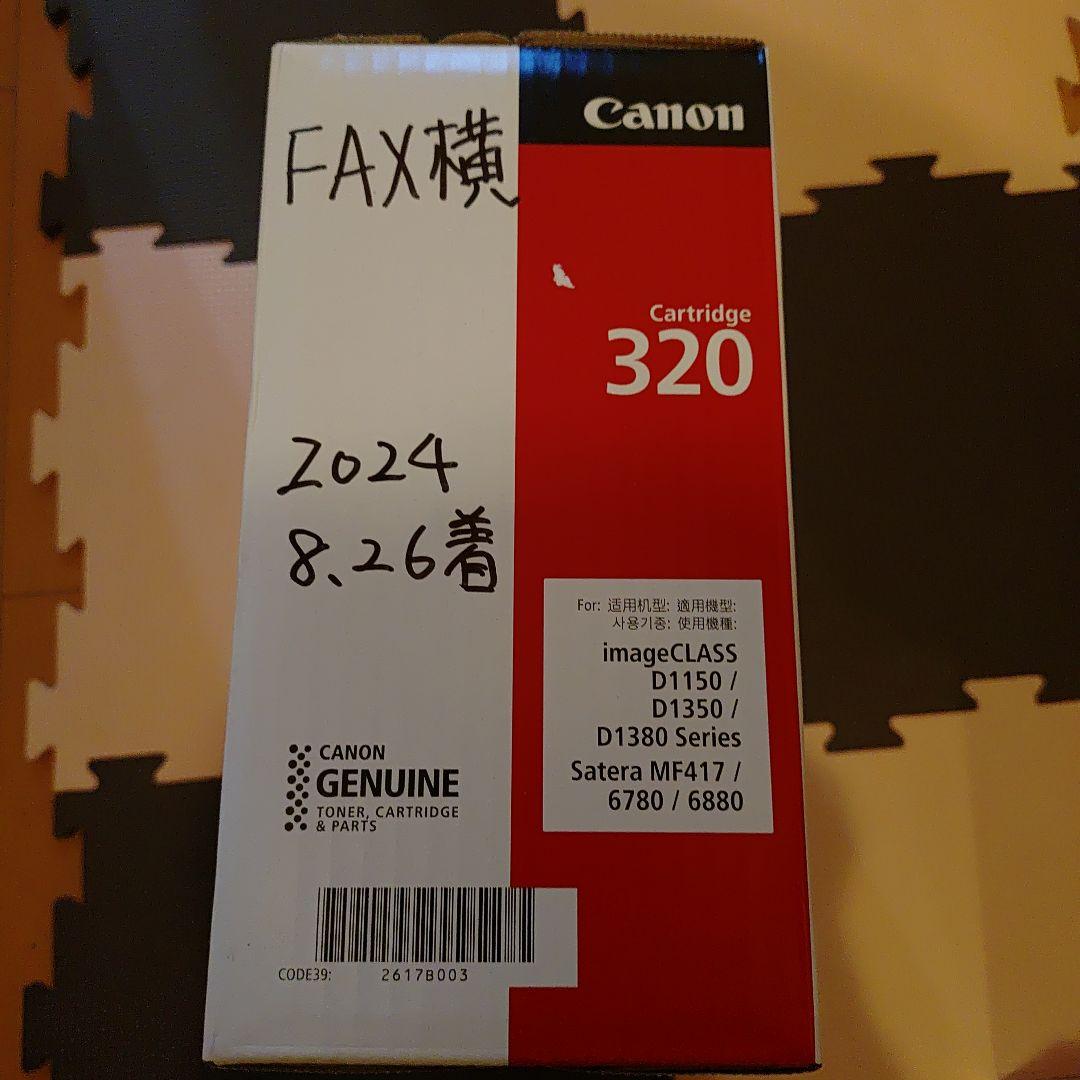 Canon
FAX横
Cartridge
320
2024
8、26着
For: 适用机型: 適用機型:
사용기종: 使用機種:
imageCLASS
D1150 /
D1350 /
D1380 Series
Satera MF417 /
6780 / 6880
CANON
GENUINE
TONER, CARTRIDGE
& PARTS
CODE39: 2617B003